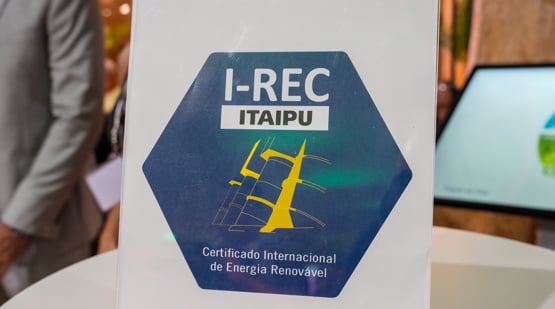 I-REC
ITAIPU
Certificado Internacional
de Energia Renovável